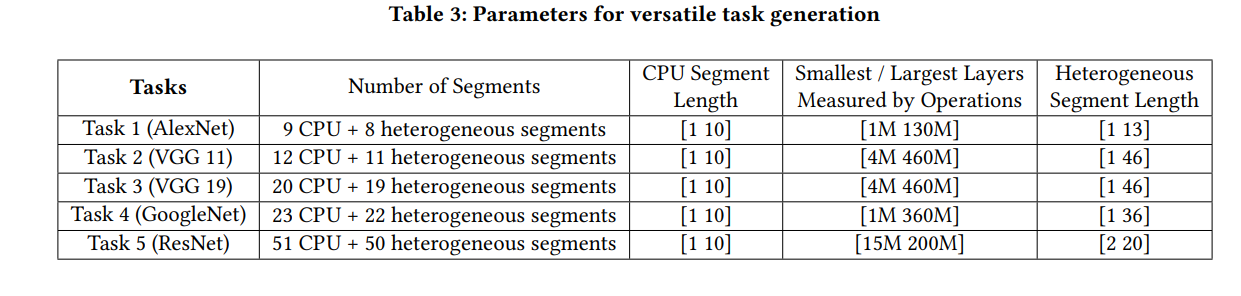 Table 3: Parameters for versatile task generation
Tasks | Number of Segments | CPU Segment Length | Smallest / Largest Layers Measured by Operations | Heterogeneous Segment Length
Task 1 (AlexNet) | 9 CPU + 8 heterogeneous segments | [1 10] | [1M 130M] | [1 13]
Task 2 (VGG 11) | 12 CPU + 11 heterogeneous segments | [1 10] | [4M 460M] | [1 46]
Task 3 (VGG 19) | 20 CPU + 19 heterogeneous segments | [1 10] | [4M 460M] | [1 46]
Task 4 (GoogleNet) | 23 CPU + 22 heterogeneous segments | [1 10] | [1M 360M] | [1 36]
Task 5 (ResNet) | 51 CPU + 50 heterogeneous segments | [1 10] | [15M 200M] | [2 20]